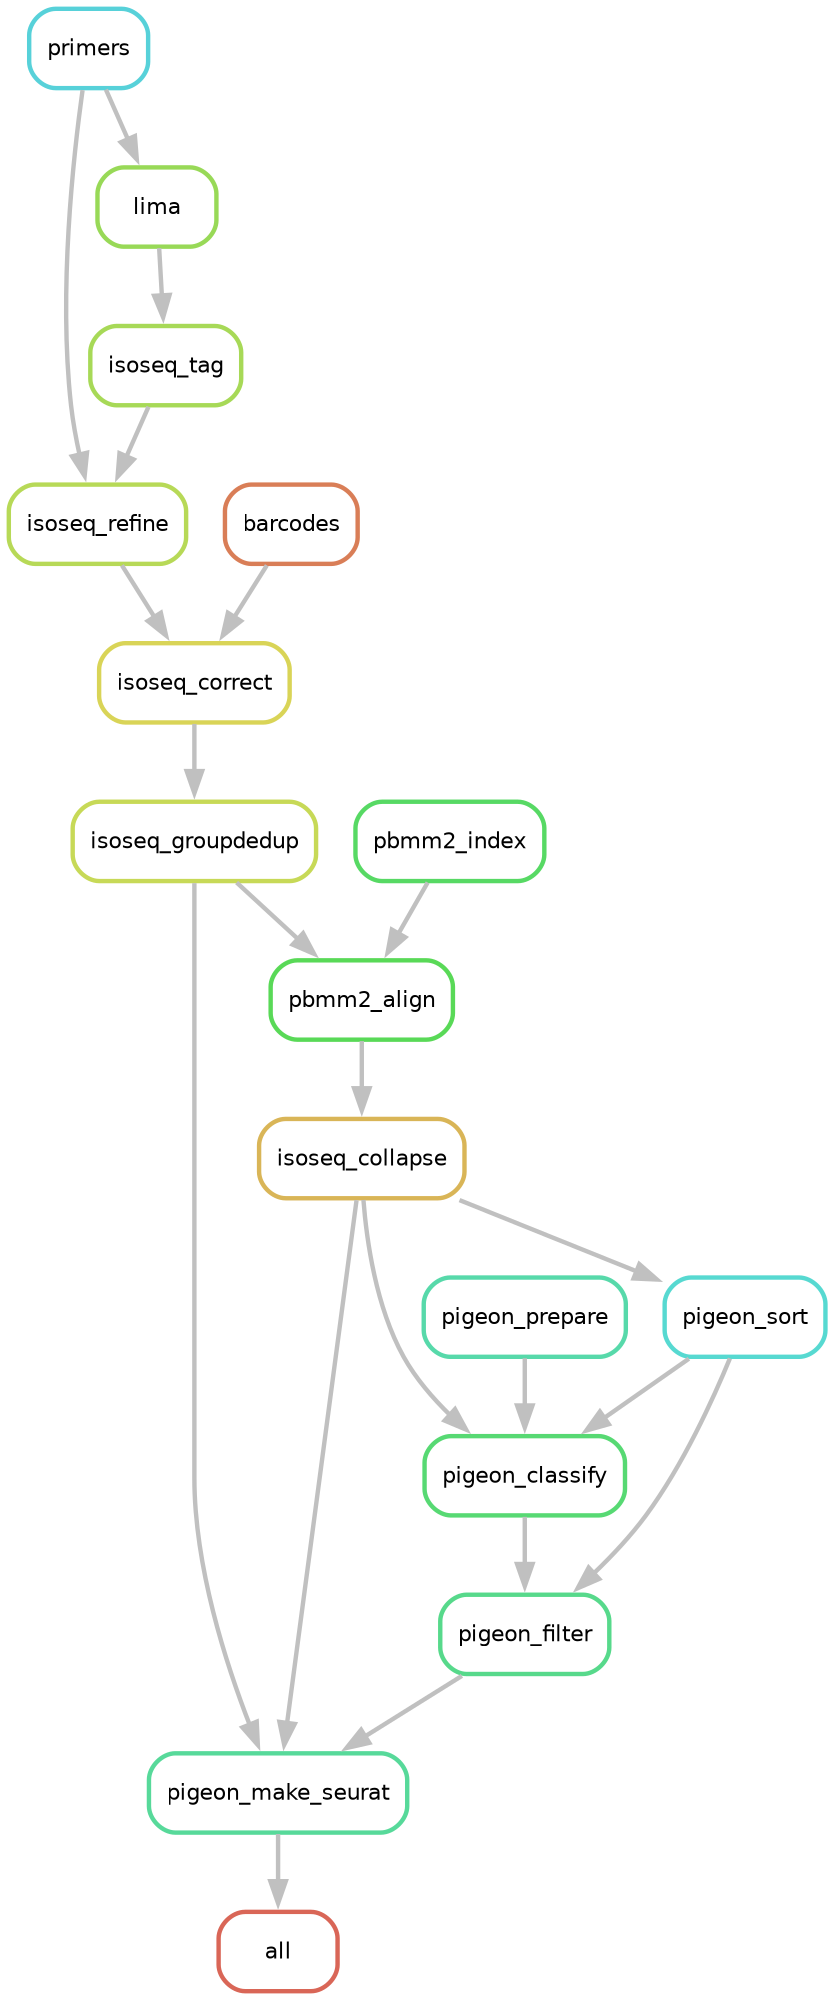 primers
lima
isoseq_tag
isoseq_refine
barcodes
isoseq_correct
isoseq_groupdedup
pbmm2_index
pbmm2_align
isoseq_collapse
pigeon_prepare
pigeon_sort
pigeon_classify
pigeon_filter
pigeon_make_seurat
all